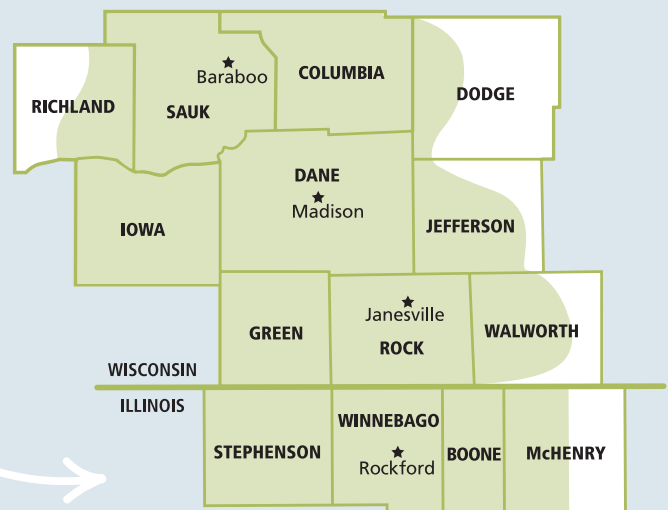 Baraboo
COLUMBIA
RICHLAND
SAUK
DODGE
DANE
Madison
IOWA
JEFFERSON
Janesville
GREEN
ROCK
WALWORTH
WISCONSIN
ILLINOIS
WINNEBAGO
STEPHENSON
Rockford
BOONE
McHENRY